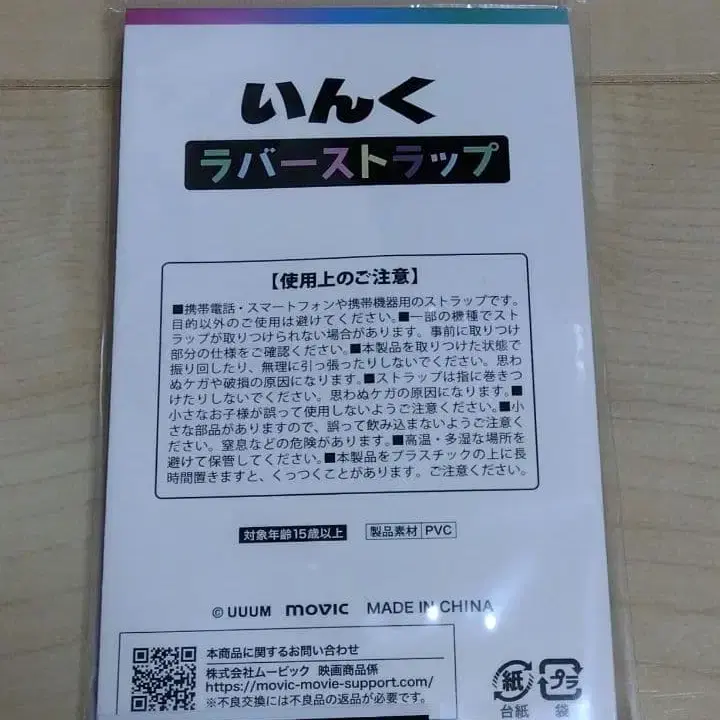 いんく
ラバーストラップ
【使用上のご注意】
■携帯電話・スマートフォンや携帯機器用のストラップです。
目的以外のご使用は避けてください。■一部の機種でスト
ラップが取りつけられない場合があります。事前に取りつけ
部分の仕様をご確認ください。■本製品を取りつけた状態で
振り回したり、無理に引っ張ったりしないでください。思わ
ぬケガや破損の原因になります。■ストラップは指に巻きつ
けたりしないでください。思わぬケガの原因になります。■
小さなお子様が誤って使用しないようご注意ください。■小
さな部品がありますので、誤って飲み込まないようご注意く
ださい。窒息などの危険があります。■高温・多湿な場所を
避けて保管してください。■本製品をプラスチックの上に長
時間置きますと、くっつくことがあります。ご注意ください。
対象年齢15歳以上 製品素材 PVC
© UUUM movic MADE IN CHINA
本商品に関するお問い合わせ
株式会社ムービック 映画商品係
https://movic-movie-support.com/
※不良交換には不良品の返品が必要です。
紙 プラ
台紙 袋